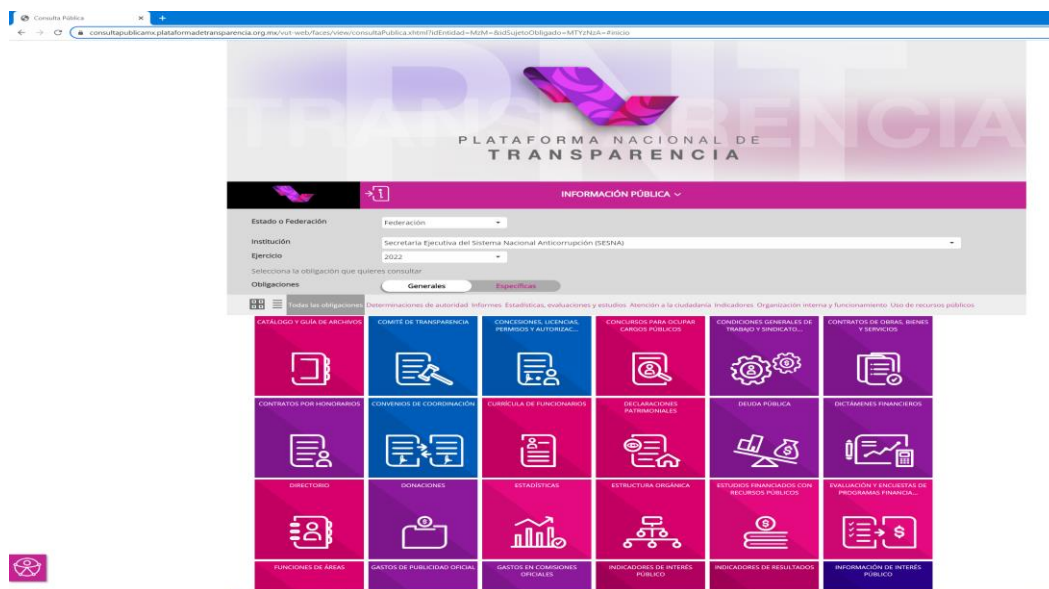 Consulta Pública
consultapublicamx.plataformadetransparencia.org.mx/vut-web/faces/view/consultaPublica.xhtml?idEntidad=MzM=&idSujetoObligado=MTYzNzA=#inicio
PNT
TRANSPARENCIA
PLATAFORMA NACIONAL DE
TRANSPARENCIA
INFORMACIÓN PÚBLICA
Estado o Federación
Federación
Institución
Secretaría Ejecutiva del Sistema Nacional Anticorrupción (SESNA)
Ejercicio
2022
Selecciona la obligación que quieres consultar
Obligaciones
Generales
Específicas
Todas las obligaciones Determinaciones de autoridad Informes Estadísticas, evaluaciones y estudios Atención a la ciudadanía Indicadores Organización interna y funcionamiento Uso de recursos públicos
CATÁLOGO Y GUÍA DE ARCHIVOS
COMITÉ DE TRANSPARENCIA
CONCESIONES, LICENCIAS,
PERMISOS Y AUTORIZAC...
CONCURSOS PARA OCUPAR
CARGOS PÚBLICOS
CONDICIONES GENERALES DE
TRABAJO Y SINDICATO...
CONTRATOS DE OBRAS, BIENES
Y SERVICIOS
CONTRATOS POR HONORARIOS
CONVENIOS DE COORDINACIÓN
CURRÍCULA DE FUNCIONARIOS
DECLARACIONES
PATRIMONIALES
DEUDA PÚBLICA
DICTÁMENES FINANCIEROS
DIRECTORIO
DONACIONES
ESTADÍSTICAS
ESTRUCTURA ORGÁNICA
ESTUDIOS FINANCIADOS CON
RECURSOS PÚBLICOS
EVALUACIÓN Y ENCUESTAS DE
PROGRAMAS FINANCIA...
FUNCIONES DE ÁREAS
GASTOS DE PUBLICIDAD OFICIAL
GASTOS EN COMISIONES
OFICIALES
INDICADORES DE INTERÉS
PÚBLICO
INDICADORES DE RESULTADOS
INFORMACIÓN DE INTERÉS
PÚBLICO